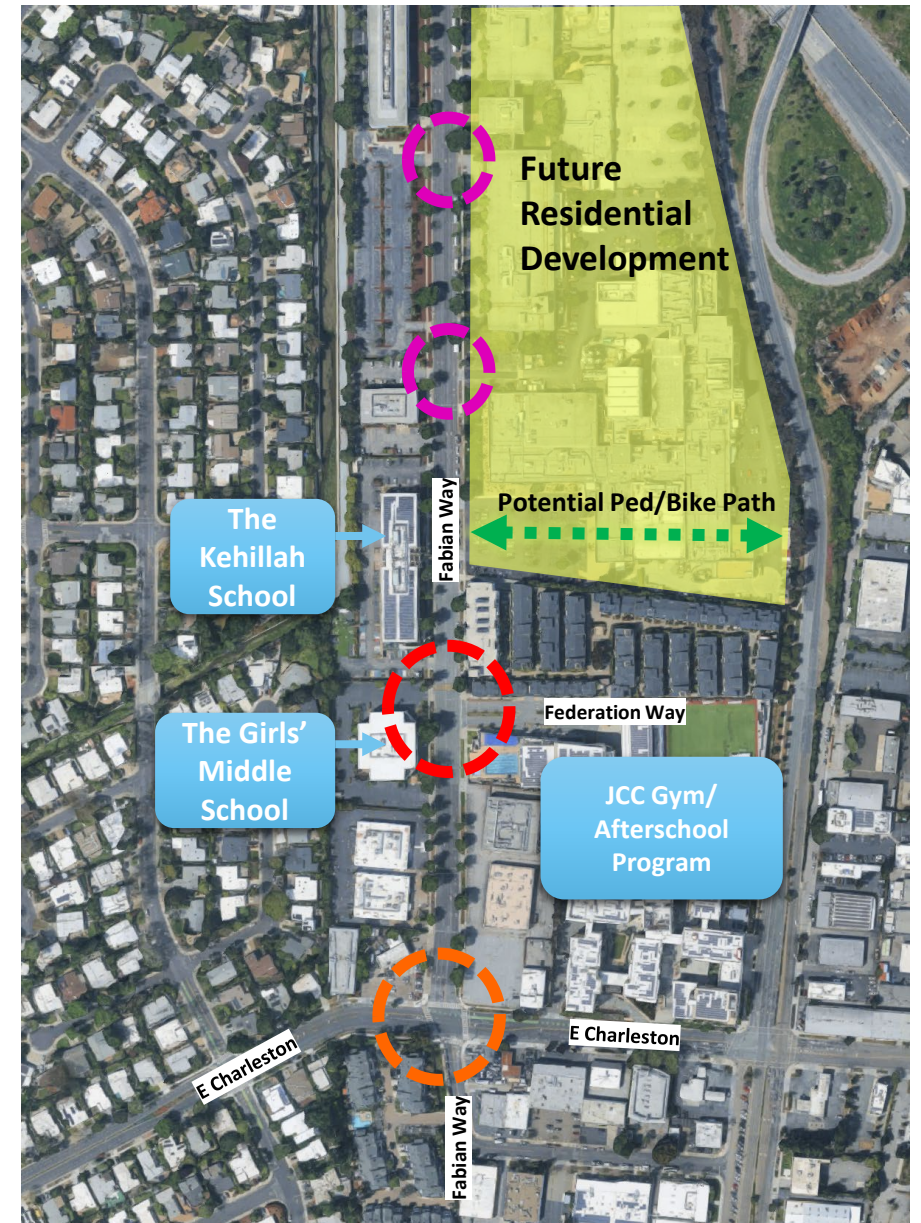 Future
Residential
Development
Potential Ped/Bike Path
Fabian Way
The
Kehillah
School
Federation Way
The Girls’
Middle
School
JCC Gym/
Afterschool
Program
E Charleston
E Charleston
Fabian Way